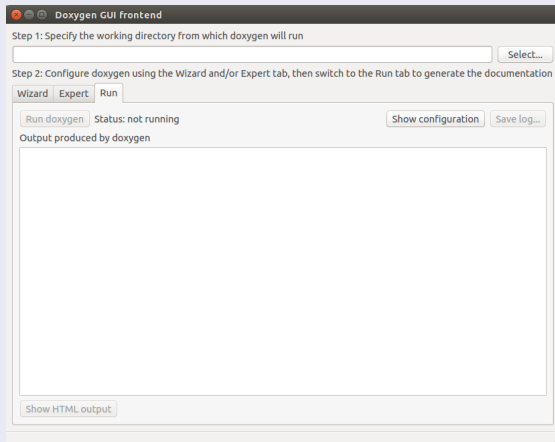 Doxygen GUI frontend
Step 1: Specify the working directory from which doxygen will run
Select...
Step 2: Configure doxygen using the Wizard and/or Expert tab, then switch to the Run tab to generate the documentation
Wizard Expert Run
Run doxygen Status: not running Show configuration Save log...
Output produced by doxygen
Show HTML output